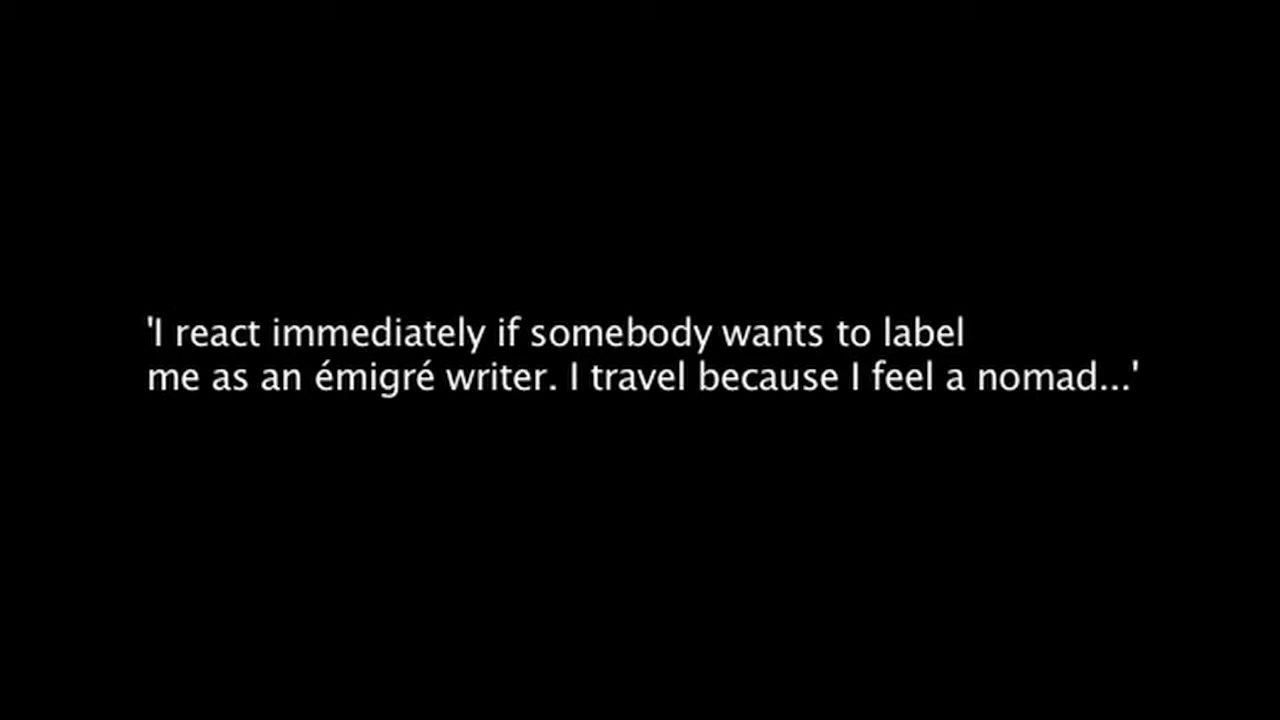 'I react immediately if somebody wants to label
me as an émigré writer. I travel because I feel a nomad...'